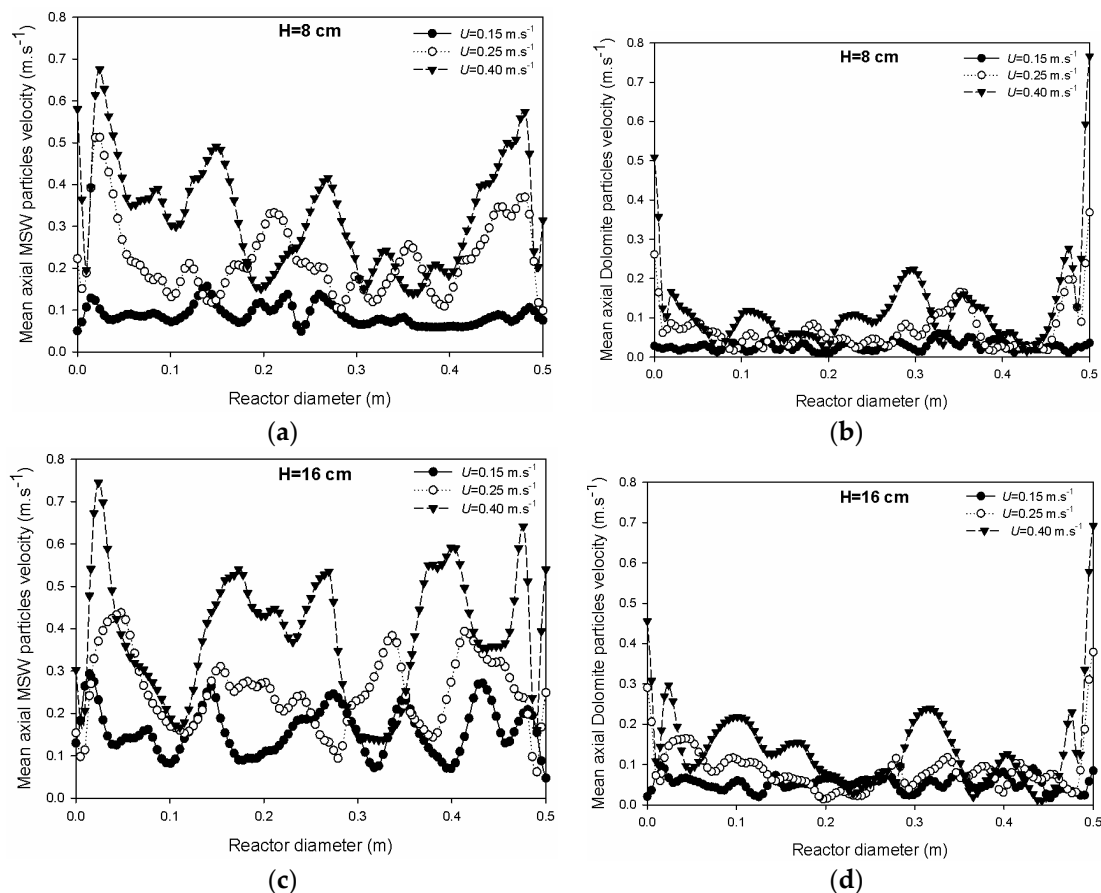 H=8 cm
U=0.15 m.s-1
U=0.25 m.s-1
U=0.40 m.s-1
Mean axial MSW particles velocity (m.s-1)
0.8
0.7
0.6
0.5
0.4
0.3
0.2
0.1
0.0
0.0 0.1 0.2 0.3 0.4 0.5
Reactor diameter (m)
(a)
H=8 cm
U=0.15 m.s-1
U=0.25 m.s-1
U=0.40 m.s-1
Mean axial Dolomite particles velocity (m.s-1)
0.8
0.7
0.6
0.5
0.4
0.3
0.2
0.1
0.0
0.0 0.1 0.2 0.3 0.4 0.5
Reactor diameter (m)
(b)
H=16 cm
U=0.15 m.s-1
U=0.25 m.s-1
U=0.40 m.s-1
Mean axial MSW particles velocity (m.s-1)
0.8
0.7
0.6
0.5
0.4
0.3
0.2
0.1
0.0
0.0 0.1 0.2 0.3 0.4 0.5
Reactor diameter (m)
(c)
H=16 cm
U=0.15 m.s-1
U=0.25 m.s-1
U=0.40 m.s-1
Mean axial Dolomite particles velocity (m.s-1)
0.8
0.7
0.6
0.5
0.4
0.3
0.2
0.1
0.0
0.0 0.1 0.2 0.3 0.4 0.5
Reactor diameter (m)
(d)